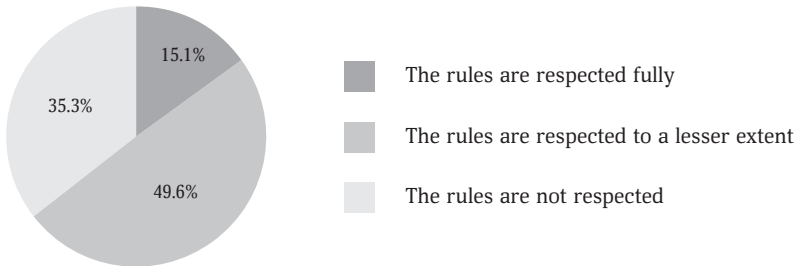 15.1%
35.3%
49.6%
The rules are respected fully
The rules are respected to a lesser extent
The rules are not respected